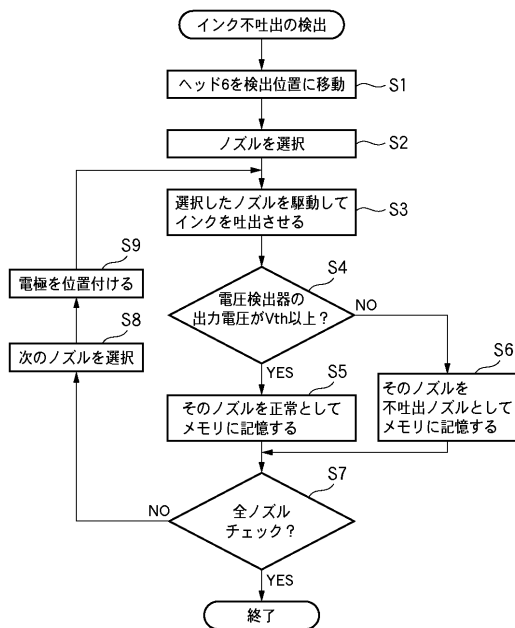 インク不吐出の検出
ヘッド6を検出位置に移動
S1
ノズルを選択
S2
選択したノズルを駆動して
インクを吐出させる
S3
S9
電極を位置付ける
S4
電圧検出器の
出力電圧がVth以上？
NO
YES
S8
次のノズルを選択
S5
そのノズルを正常として
メモリに記憶する
S6
そのノズルを
不吐出ノズルとして
メモリに記憶する
S7
全ノズル
チェック？
NO
YES
終了